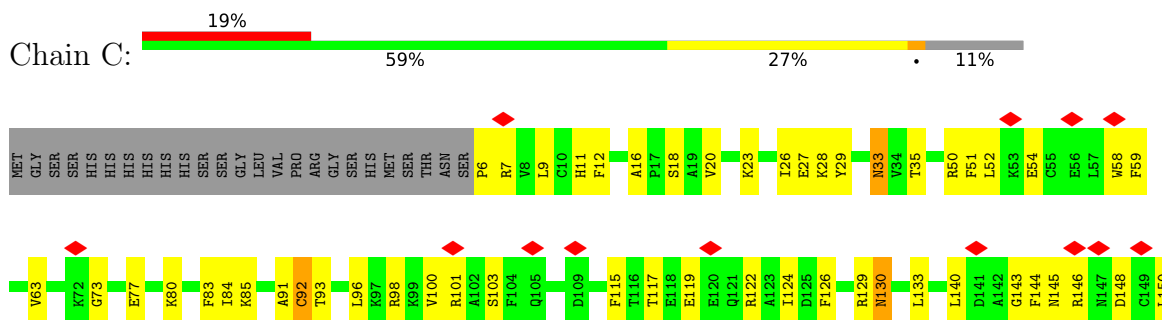 19%
Chain C:
59% 27% • 11%
MET GLY SER SER HIS HIS HIS HIS HIS HIS SER SER GLY LEU VAL PRO ARG GLY SER HIS MET SER THR ASN SER P6 R7 V8 L9 C10 H11 F12 A16 P17 S18 A19 V20 K23 I26 E27 K28 Y29 N33 V34 T35 R50 F51 L52 K53 E54 C55 E56 L57 W58 F59
V63 K72 G73 E77 K80 F83 I84 K85 A91 C92 T93 L96 K97 R98 K99 V100 R101 A102 S103 F104 Q105 D109 F115 T116 T117 E118 E119 E120 Q121 R122 A123 I124 D125 F126 R129 N130 L133 L140 D141 A142 G143 F144 N145 R146 N147 D148 C149